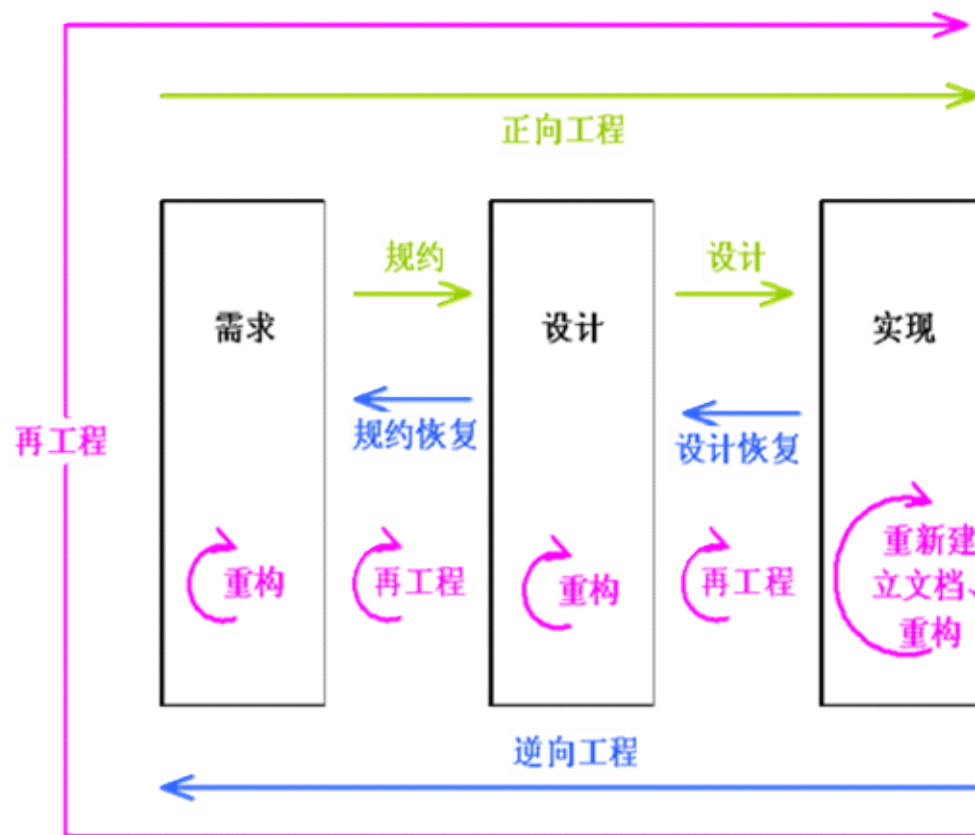 正向工程
规约
设计
需求
设计
实现
规约恢复
设计恢复
再工程
重构
再工程
重构
再工程
重新建
立文档、
重构
逆向工程